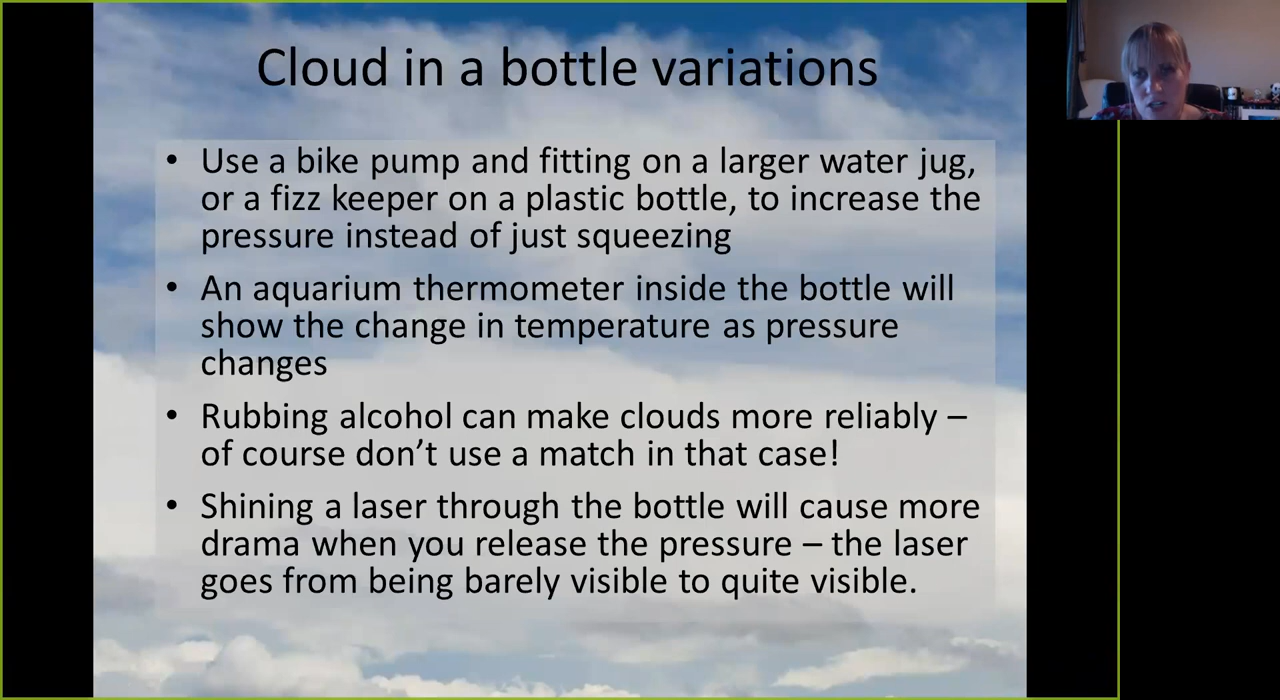 Cloud in a bottle variations
• Use a bike pump and fitting on a larger water jug,
or a fizz keeper on a plastic bottle, to increase the
pressure instead of just squeezing
• An aquarium thermometer inside the bottle will
show the change in temperature as pressure
changes
• Rubbing alcohol can make clouds more reliably –
of course don’t use a match in that case!
• Shining a laser through the bottle will cause more
drama when you release the pressure – the laser
goes from being barely visible to quite visible.